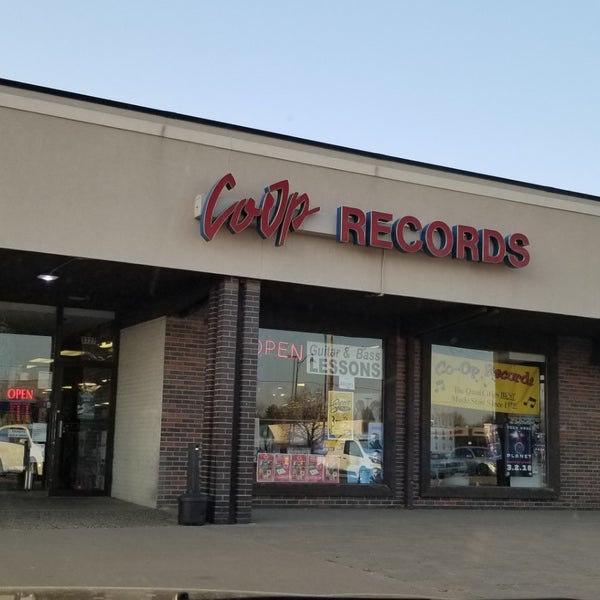 Co-Op RECORDS
OPEN
Guitar & Bass
LESSONS
OPEN
Co-Op Records
The Quad Cities BEST
Music Store Since 1973!
PLANET
3.2.18